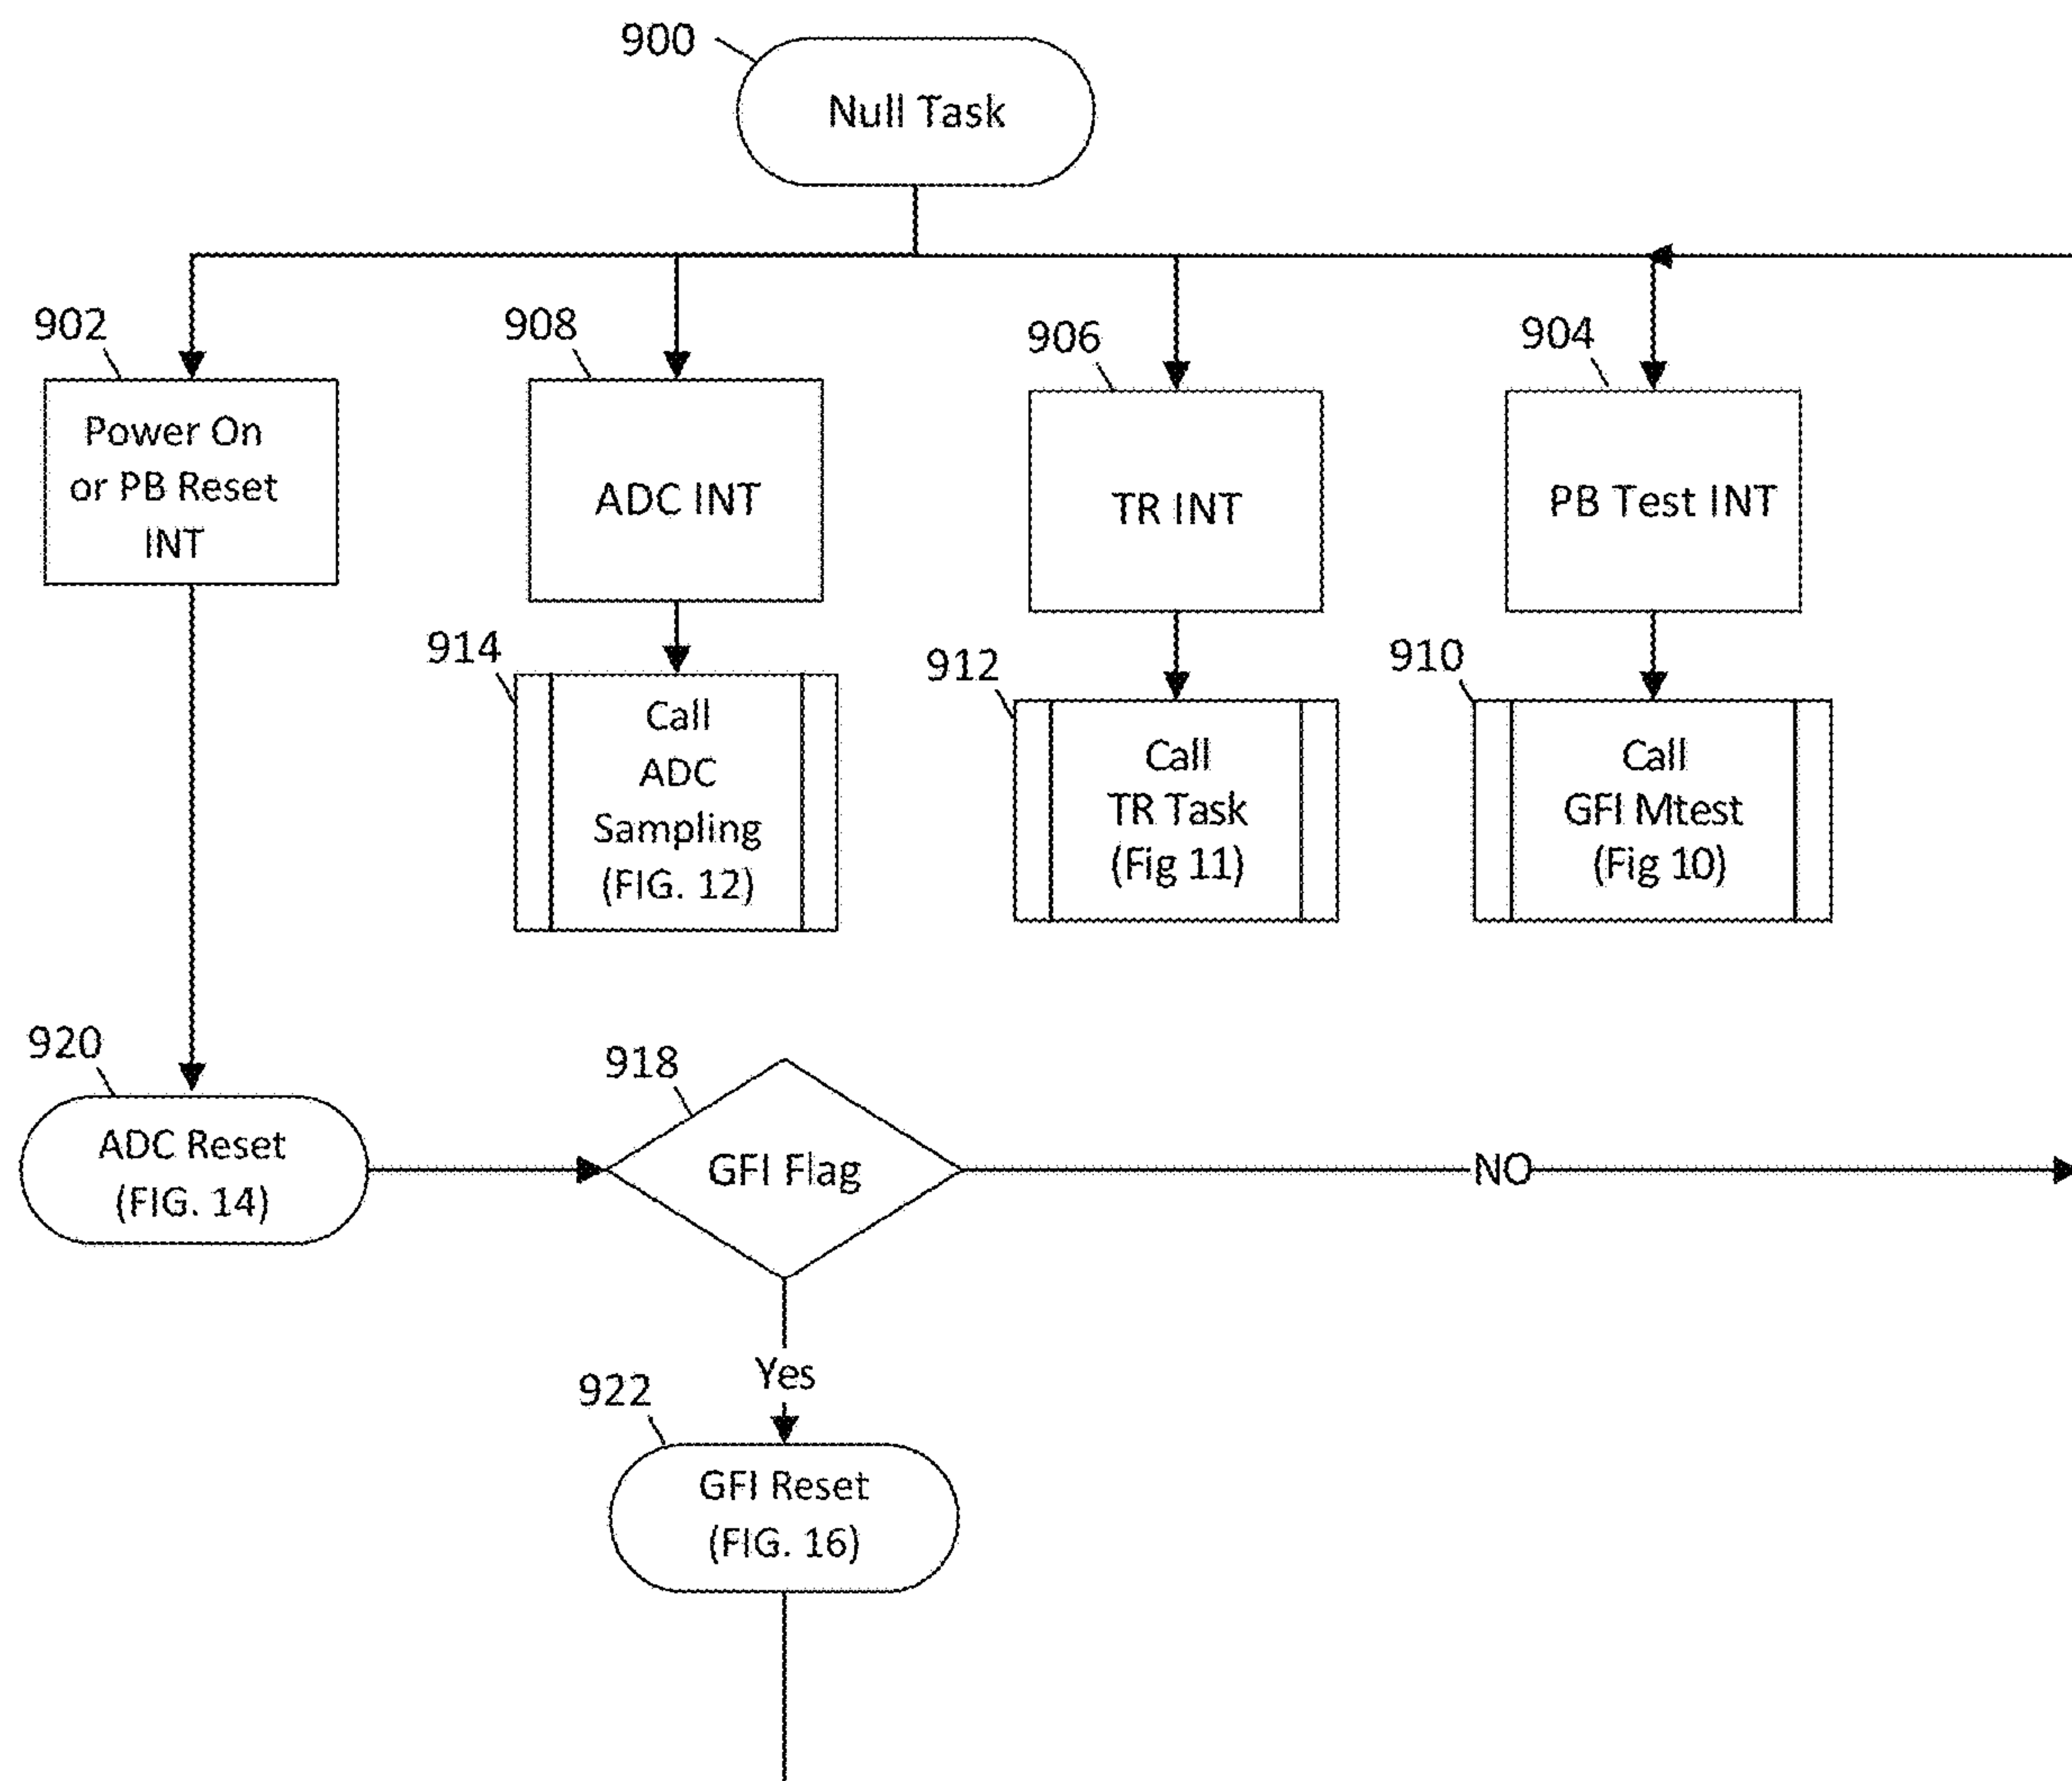 900
Null Task
902
908
906
904
Power On
or PB Reset
INT
ADC INT
TR INT
PB Test INT
914
912
910
Call
ADC
Sampling
(FIG. 12)
Call
TR Task
(Fig 11)
Call
GFI Mtest
(Fig 10)
920
918
ADC Reset
(FIG. 14)
GFI Flag
NO
Yes
922
GFI Reset
(FIG. 16)